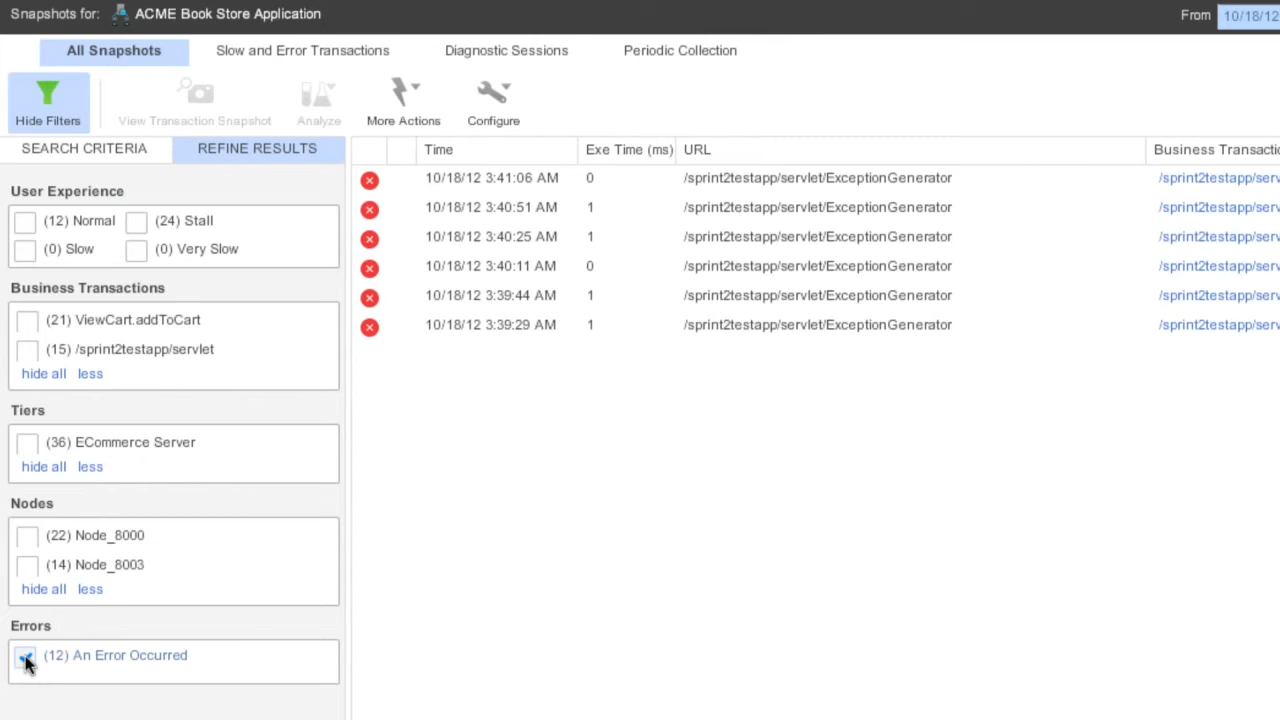 Snapshots for: ACME Book Store Application From 10/18/12
All Snapshots Slow and Error Transactions Diagnostic Sessions Periodic Collection
Hide Filters View Transaction Snapshot Analyze More Actions Configure
SEARCH CRITERIA REFINE RESULTS
User Experience
(12) Normal (24) Stall
(0) Slow (0) Very Slow
Business Transactions
(21) ViewCart.addToCart
(15) /sprint2testapp/servlet
hide all less
Tiers
(36) ECommerce Server
hide all less
Nodes
(22) Node_8000
(14) Node_8003
hide all less
Errors
(12) An Error Occurred
Time Exe Time (ms) URL Business Transactic
10/18/12 3:41:06 AM 0 /sprint2testapp/servlet/ExceptionGenerator /sprint2testapp/serv
10/18/12 3:40:51 AM 1 /sprint2testapp/servlet/ExceptionGenerator /sprint2testapp/serv
10/18/12 3:40:25 AM 1 /sprint2testapp/servlet/ExceptionGenerator /sprint2testapp/serv
10/18/12 3:40:11 AM 0 /sprint2testapp/servlet/ExceptionGenerator /sprint2testapp/serv
10/18/12 3:39:44 AM 1 /sprint2testapp/servlet/ExceptionGenerator /sprint2testapp/serv
10/18/12 3:39:29 AM 1 /sprint2testapp/servlet/ExceptionGenerator /sprint2testapp/serv